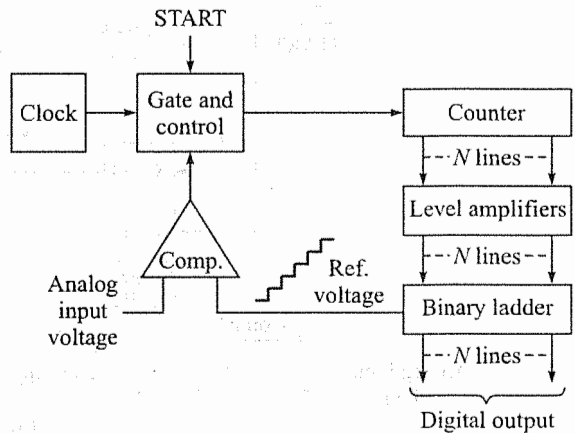 START
Clock
Gate and
control
Counter
N lines
Level amplifiers
N lines
Comp.
Ref.
voltage
Analog
input
voltage
Binary ladder
N lines
Digital output